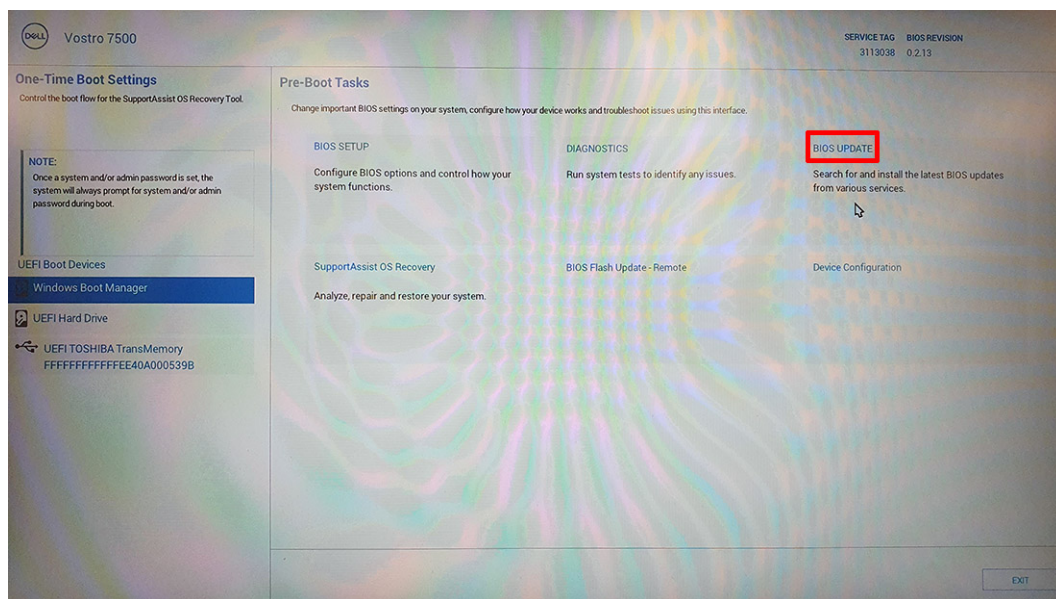 DELL
Vostro 7500
SERVICE TAG BIOS REVISION
3113038 0.2.13
One-Time Boot Settings
Control the boot flow for the SupportAssist OS Recovery Tool.
NOTE:
Once a system and/or admin password is set, the
system will always prompt for system and/or admin
password during boot.
UEFI Boot Devices
Windows Boot Manager
UEFI Hard Drive
UEFI TOSHIBA TransMemory
FFFFFFFFFFFFEE40A000539B
Pre-Boot Tasks
Change important BIOS settings on your system, configure how your device works and troubleshoot issues using this interface.
BIOS SETUP
Configure BIOS options and control how your
system functions.
DIAGNOSTICS
Run system tests to identify any issues.
BIOS UPDATE
Search for and install the latest BIOS updates
from various services.
SupportAssist OS Recovery
Analyze, repair and restore your system.
BIOS Flash Update - Remote
Device Configuration
EXIT